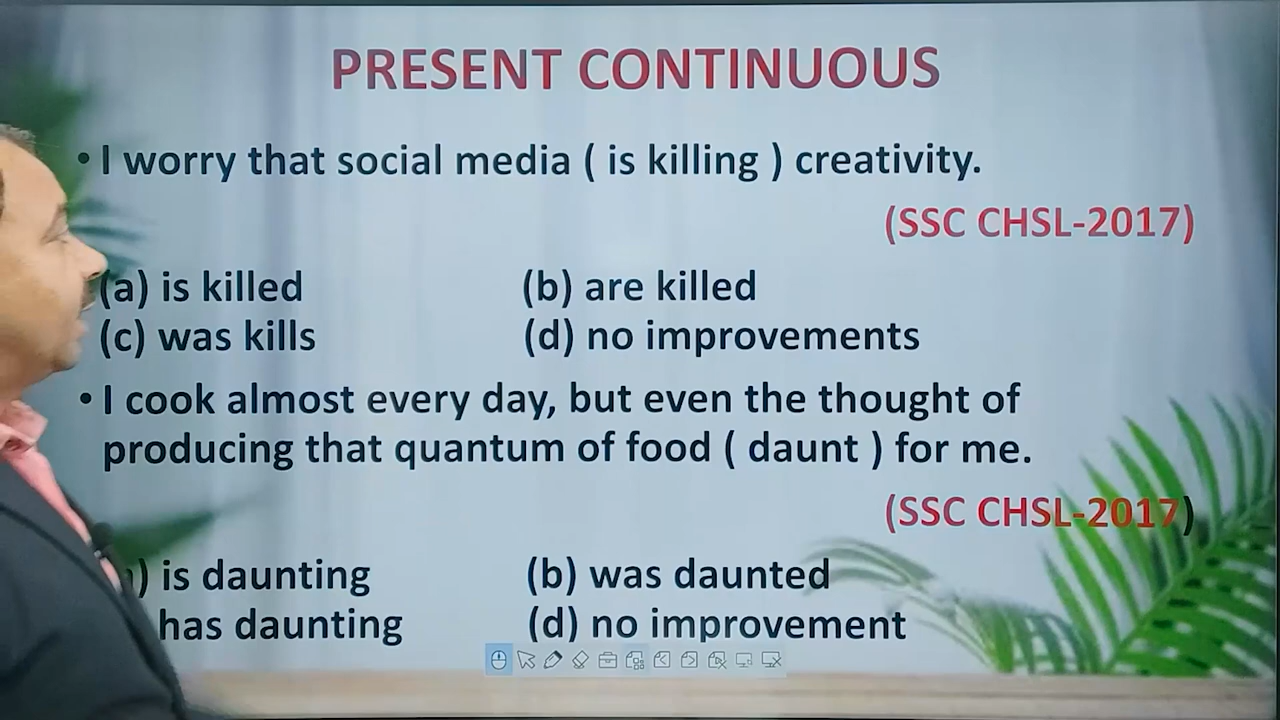 PRESENT CONTINUOUS
• I worry that social media ( is killing ) creativity.
(SSC CHSL-2017)
(a) is killed (b) are killed
(c) was kills (d) no improvements
• I cook almost every day, but even the thought of
producing that quantum of food ( daunt ) for me.
(SSC CHSL-2017)
) is daunting (b) was daunted
has daunting (d) no improvement